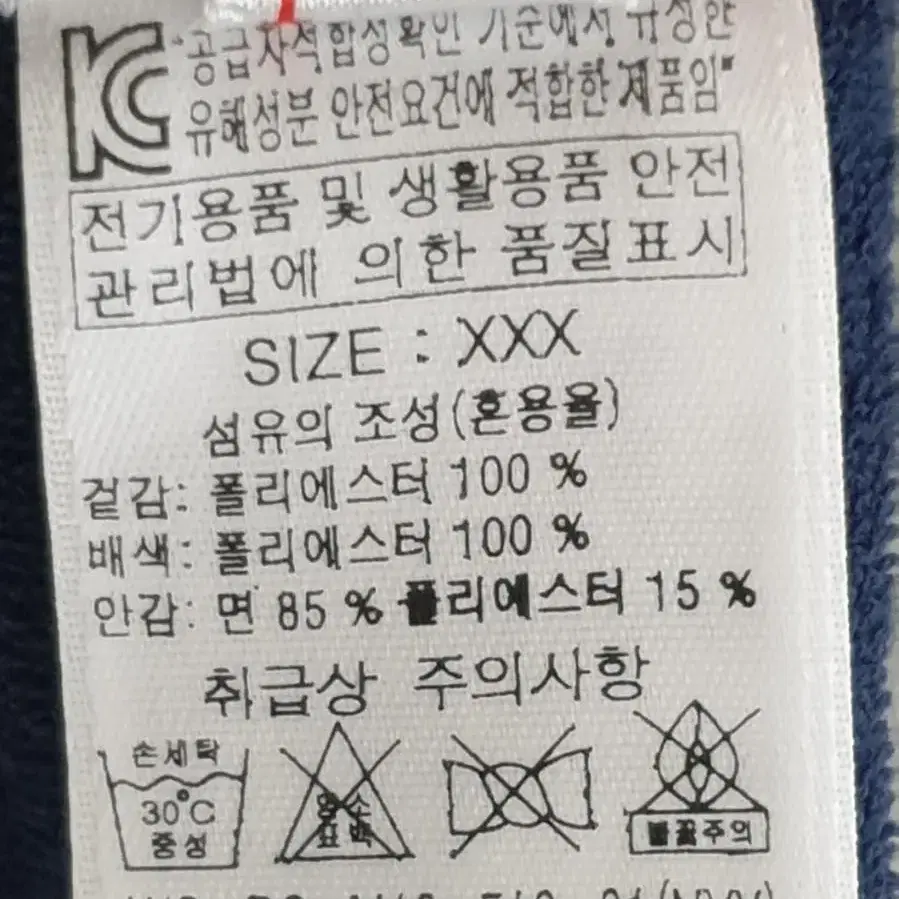 KC
공급자적합성확인 기준에서 규정한
유해성분 안전요건에 적합한 제품임"
전기용품 및 생활용품 안전
관리법에 의한 품질표시
SIZE : XXX
섬유의 조성(혼용율)
겉감: 폴리에스터 100 %
배색: 폴리에스터 100 %
안감: 면 85 % 폴리에스터 15 %
취급상 주의사항
손세탁
30°C
중성
염소
표백
불꽃주의